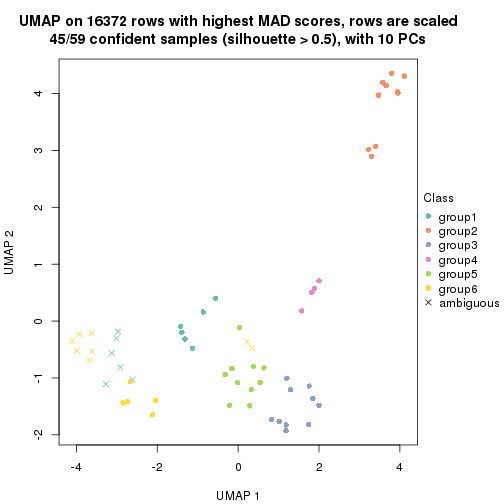 UMAP on 16372 rows with highest MAD scores, rows are scaled
45/59 confident samples (silhouette > 0.5), with 10 PCs
UMAP 2
4
3
2
1
0
-1
-2
-4
-2
0
2
4
UMAP 1
Class
group1
group2
group3
group4
group5
group6
ambiguous